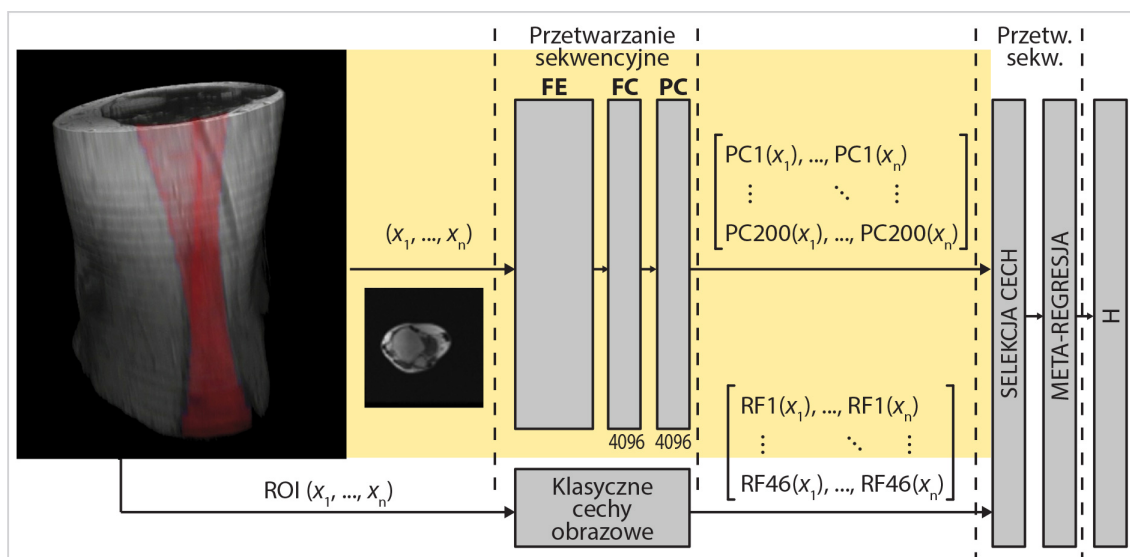 Przetwarzanie
sekwencyjne
FE
FC
PC
Przetw.
sekw.
(x₁, ..., xₙ)
PC1(x₁), ..., PC1(xₙ)
⋮ ⋱ ⋮
PC200(x₁), ..., PC200(xₙ)
4096
4096
RF1(x₁), ..., RF1(xₙ)
⋮ ⋱ ⋮
RF46(x₁), ..., RF46(xₙ)
ROI (x₁, ..., xₙ)
Klasyczne
cechy
obrazowe
SELEKCJA CECH
META-REGRESJA
H